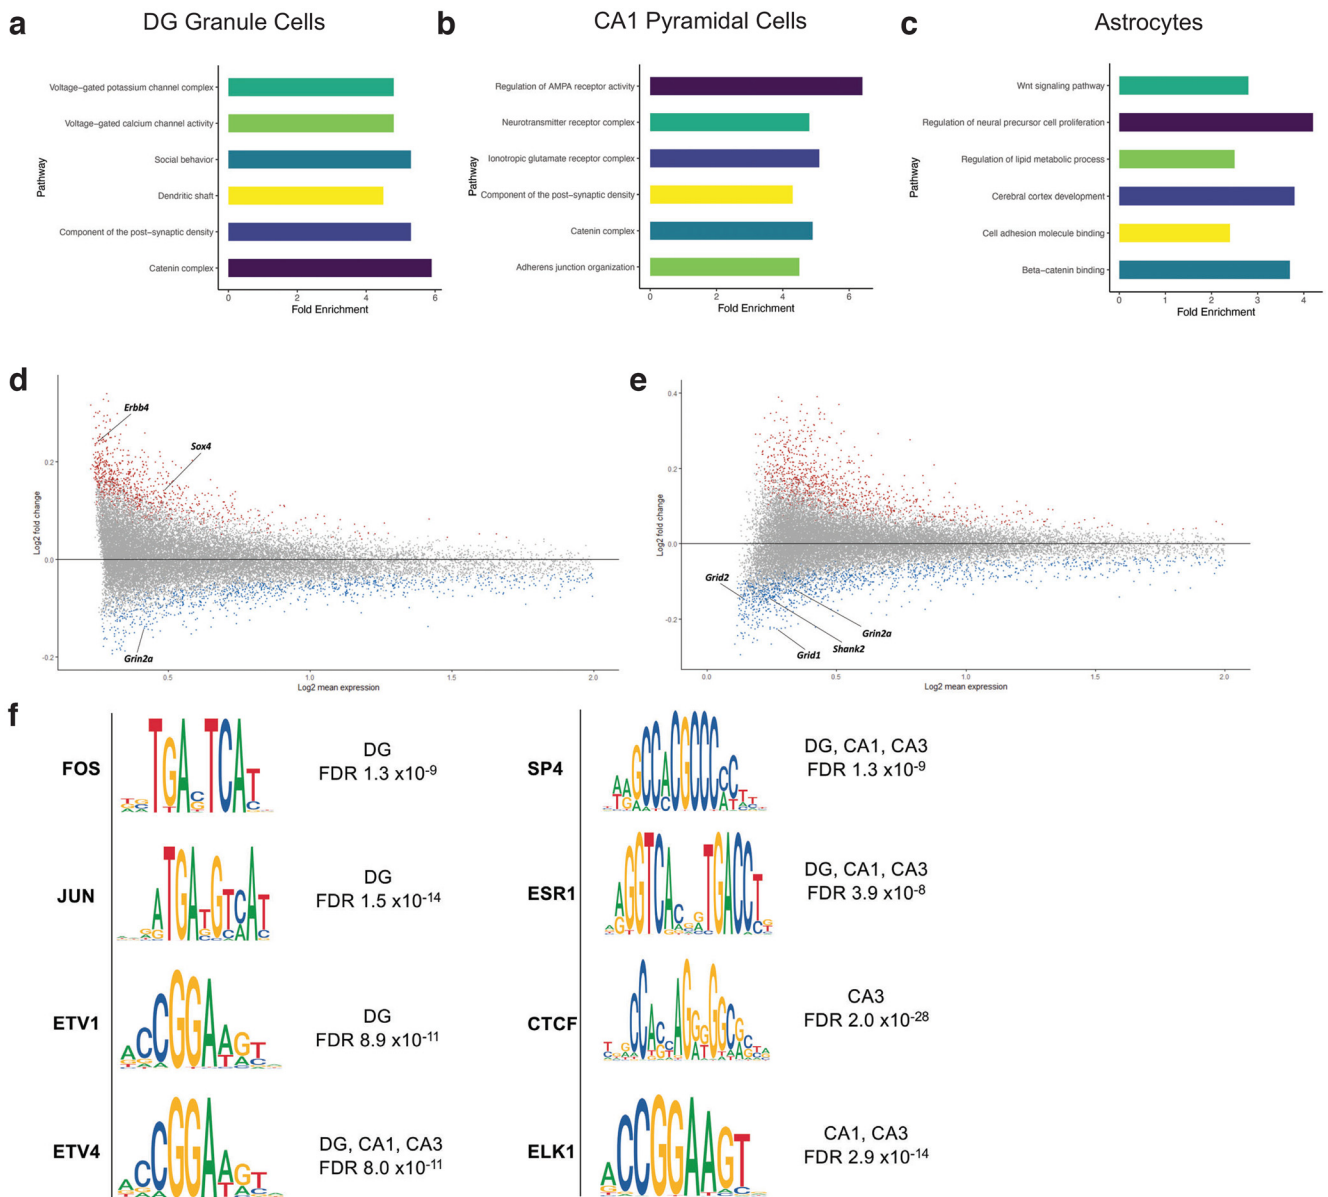 a
DG Granule Cells
Pathway
Voltage−gated potassium channel complex
Voltage−gated calcium channel activity
Social behavior
Dendritic shaft
Component of the post−synaptic density
Catenin complex
0 2 4 6
Fold Enrichment
b
CA1 Pyramidal Cells
Pathway
Regulation of AMPA receptor activity
Neurotransmitter receptor complex
Ionotropic glutamate receptor complex
Component of the post−synaptic density
Catenin complex
Adherens junction organization
0 2 4 6
Fold Enrichment
c
Astrocytes
Pathway
Wnt signaling pathway
Regulation of neural precursor cell proliferation
Regulation of lipid metabolic process
Cerebral cortex development
Cell adhesion molecule binding
Beta−catenin binding
0 1 2 3 4
Fold Enrichment
d
Log2 fold change
0.2
0.0
-0.2
Erbb4
Sox4
Grin2a
0.5 1.0 1.5 2.0
Log2 mean expression
e
Log2 fold change
0.4
0.2
0.0
-0.2
Grid2
Grin2a
Shank2
Grid1
0.0 0.5 1.0 1.5 2.0
Log2 mean expression
f
FOS
DG
FDR 1.3 x10-9
JUN
DG
FDR 1.5 x10-14
ETV1
DG
FDR 8.9 x10-11
ETV4
DG, CA1, CA3
FDR 8.0 x10-11
SP4
DG, CA1, CA3
FDR 1.3 x10-9
ESR1
DG, CA1, CA3
FDR 3.9 x10-8
CTCF
CA3
FDR 2.0 x10-28
ELK1
CA1, CA3
FDR 2.9 x10-14